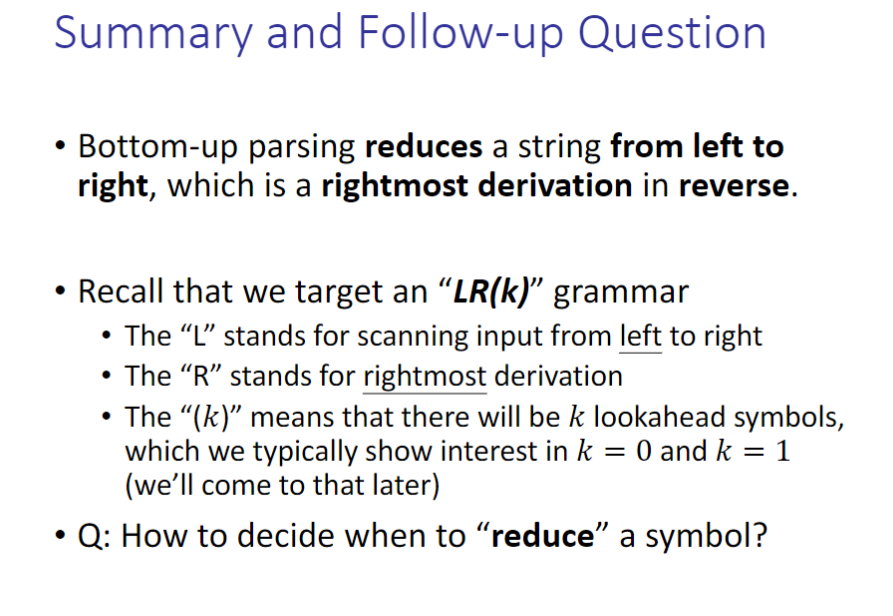 Summary and Follow-up Question
• Bottom-up parsing reduces a string from left to
right, which is a rightmost derivation in reverse.
• Recall that we target an “LR(k)” grammar
• The “L” stands for scanning input from left to right
• The “R” stands for rightmost derivation
• The “(k)” means that there will be k lookahead symbols,
which we typically show interest in k = 0 and k = 1
(we’ll come to that later)
• Q: How to decide when to “reduce” a symbol?